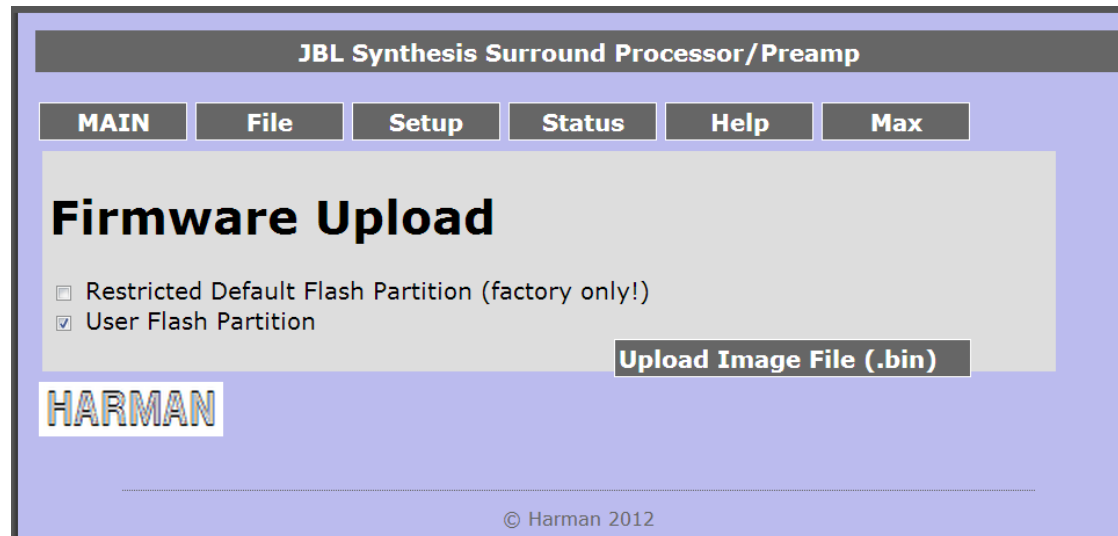 JBL Synthesis Surround Processor/Preamp
MAIN File Setup Status Help Max
Firmware Upload
Restricted Default Flash Partition (factory only!)
User Flash Partition
Upload Image File (.bin)
HARMAN
© Harman 2012